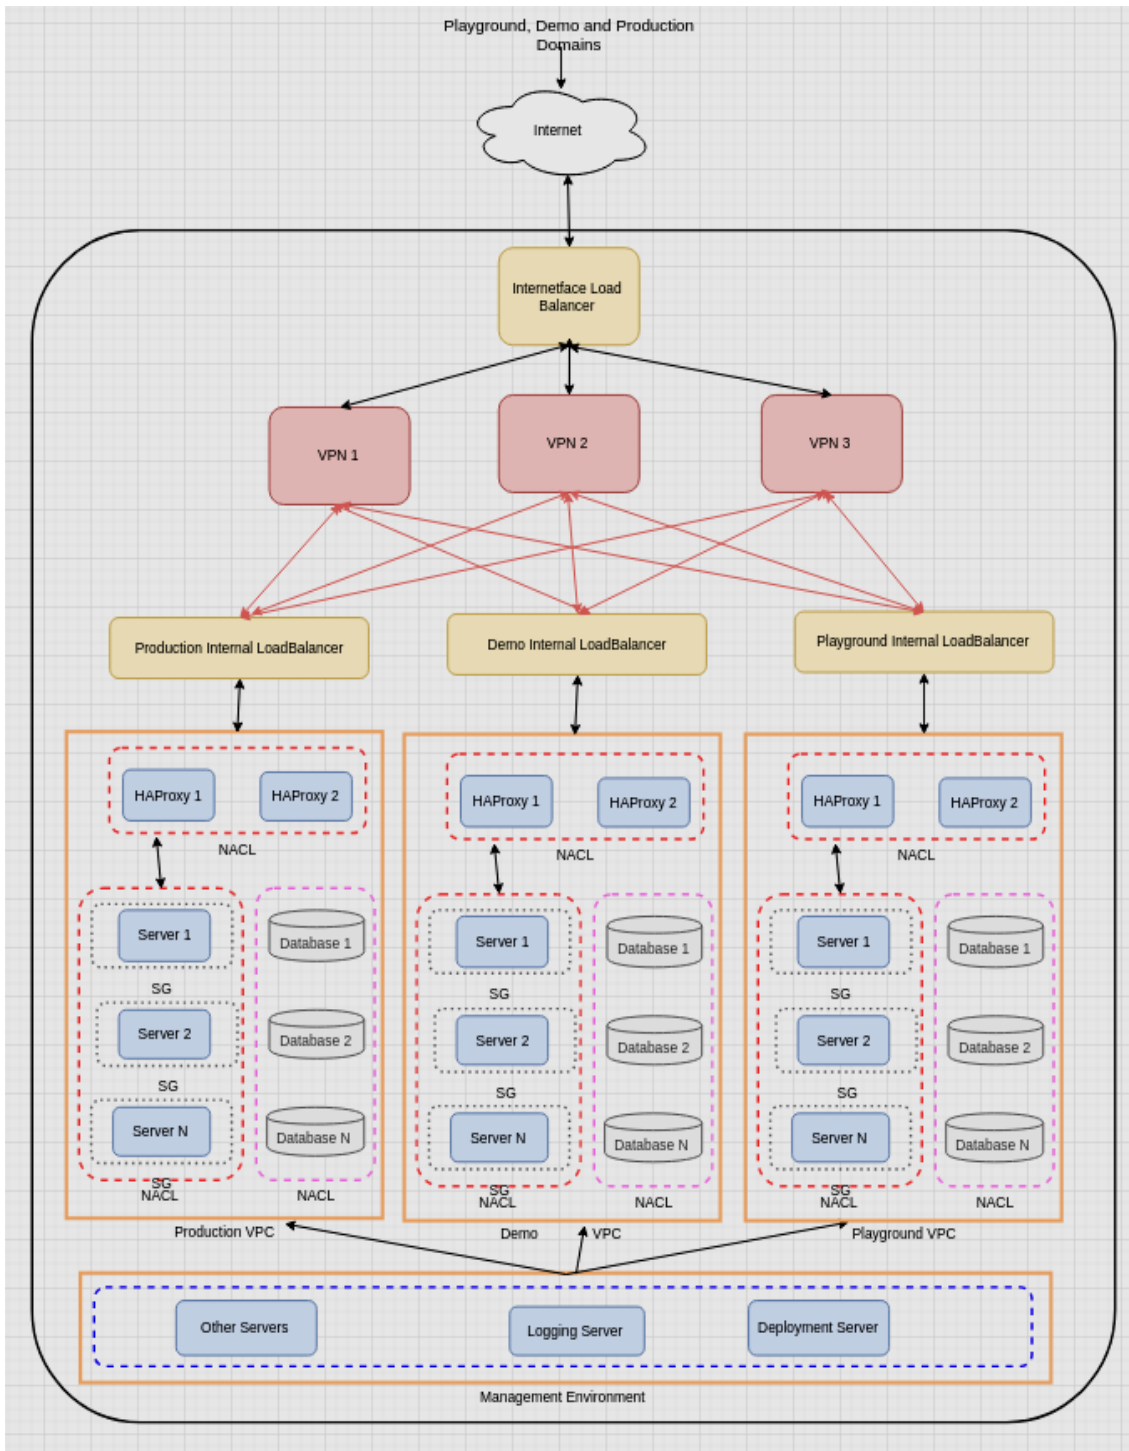 Playground, Demo and Production
Domains
Internet
Internetface Load
Balancer
VPN 1
VPN 2
VPN 3
Production Internal LoadBalancer
Demo Internal LoadBalancer
Playground Internal LoadBalancer
HAProxy 1
HAProxy 2
NACL
Server 1
SG
Server 2
SG
Server N
SG
NACL
Database 1
Database 2
Database N
NACL
Production VPC
HAProxy 1
HAProxy 2
NACL
Server 1
SG
Server 2
SG
Server N
SG
NACL
Database 1
Database 2
Database N
NACL
Demo VPC
HAProxy 1
HAProxy 2
NACL
Server 1
SG
Server 2
SG
Server N
SG
NACL
Database 1
Database 2
Database N
NACL
Playground VPC
Other Servers
Logging Server
Deployment Server
Management Environment